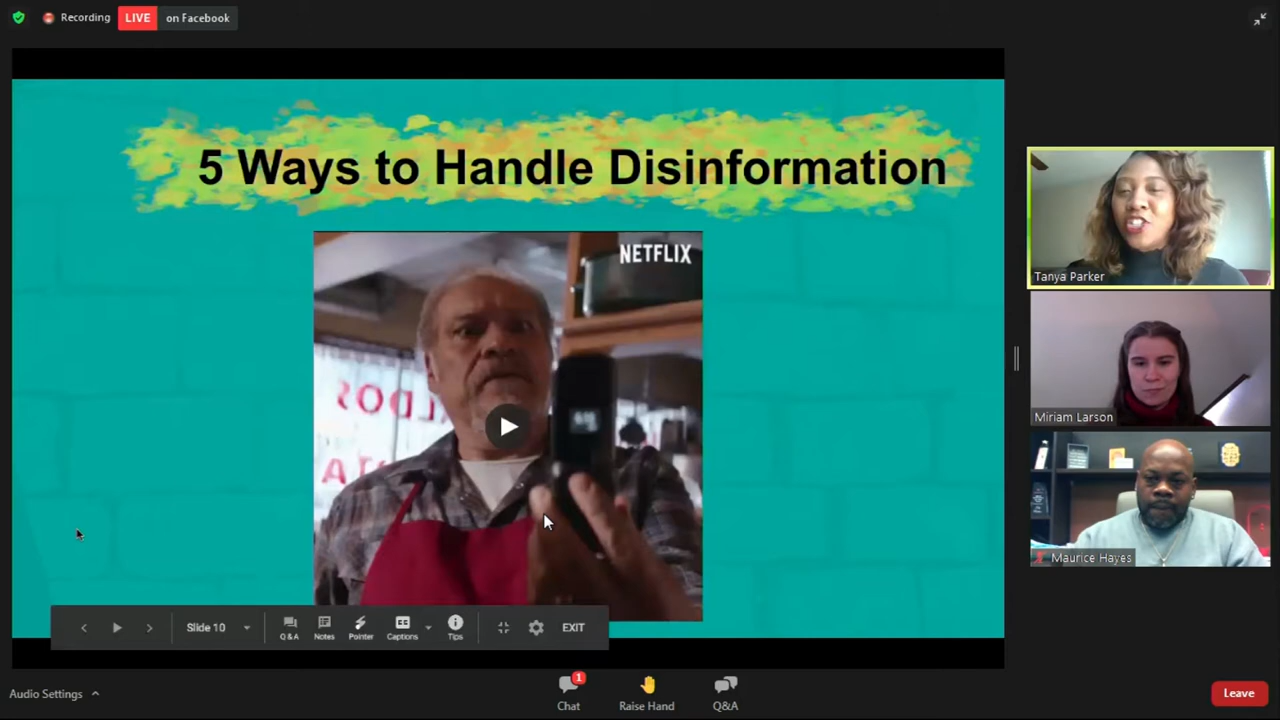 Recording
LIVE
on Facebook
5 Ways to Handle Disinformation
NETFLIX
Tanya Parker
Miriam Larson
Maurice Hayes
Slide 10
Q&A
Notes
Pointer
Captions
Tips
EXIT
Audio Settings
1
Chat
Raise Hand
Q&A
Leave